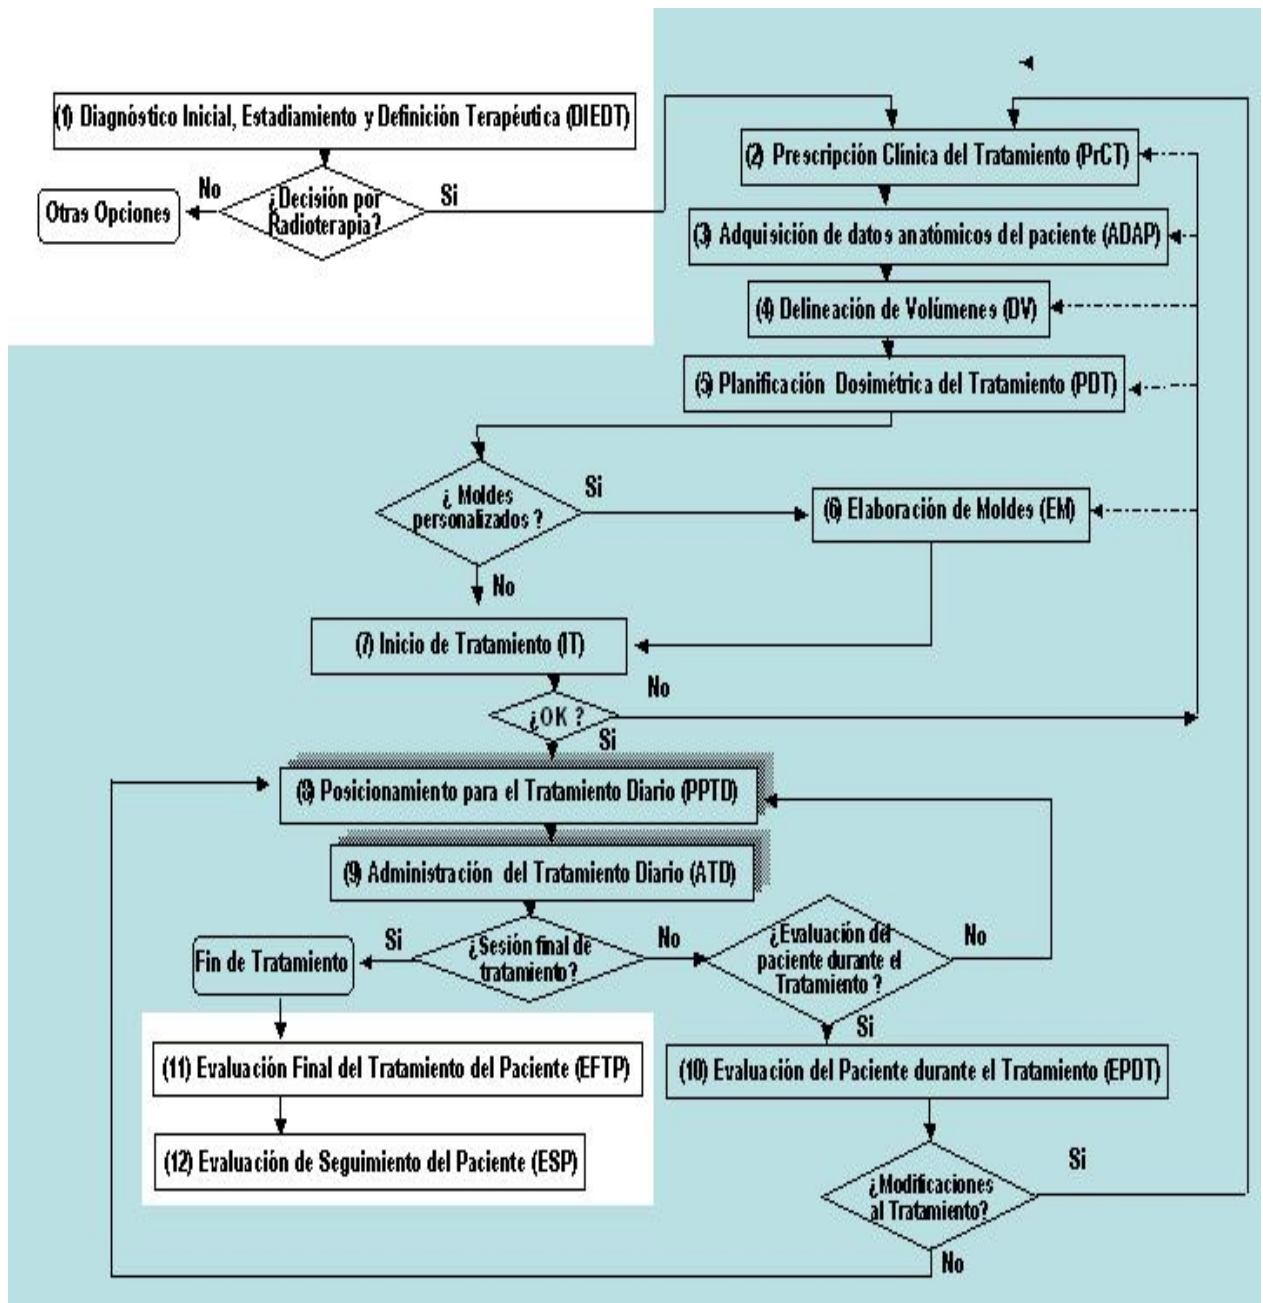 (1) Diagnóstico Inicial, Estadiamiento y Definición Terapéutica (DIEDT)
No
¿Decisión por
Radioterapia?
Si
Otras Opciones
(2) Prescripción Clínica del Tratamiento (PrCT)
(3) Adquisición de datos anatómicos del paciente (ADAP)
(4) Delineación de Volúmenes (DV)
(5) Planificación Dosimétrica del Tratamiento (PDT)
¿ Moldes
personalizados ?
Si
(6) Elaboración de Moldes (EM)
No
(7) Inicio de Tratamiento (IT)
No
¿OK ?
Si
(8) Posicionamiento para el Tratamiento Diario (PPTD)
(9) Administración del Tratamiento Diario (ATD)
Si
¿Sesión final de
tratamiento?
No
¿Evaluación del
paciente durante el
Tratamiento ?
No
Fin de Tratamiento
Si
(11) Evaluación Final del Tratamiento del Paciente (EFTP)
(10) Evaluación del Paciente durante el Tratamiento (EPDT)
(12) Evaluación de Seguimiento del Paciente (ESP)
Si
¿Modificaciones
al Tratamiento?
No